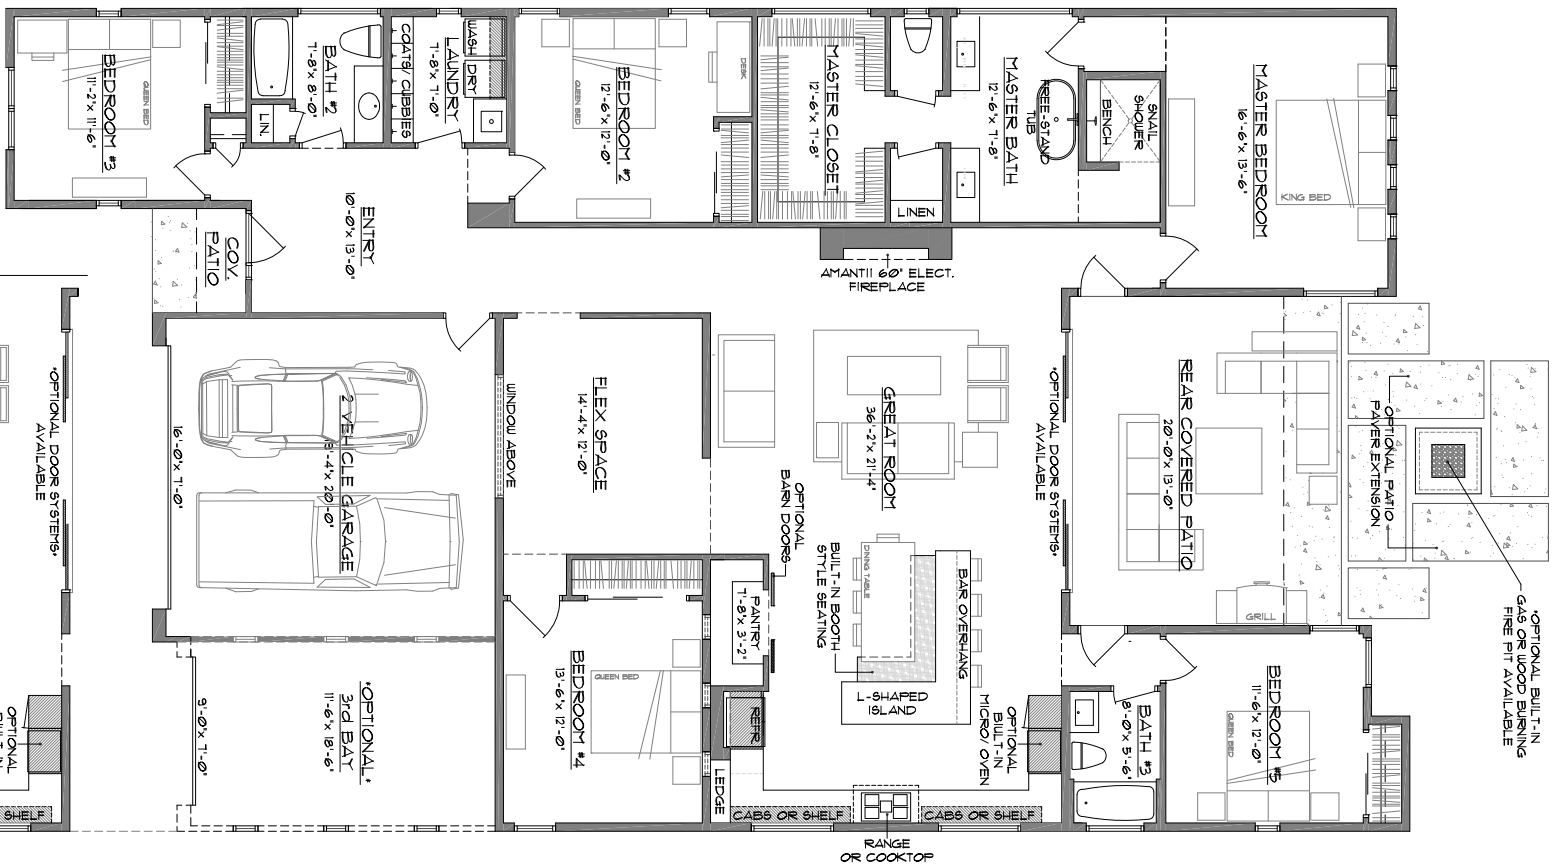 BEDROOM #3
11'-2"x 11'-6"
QUEEN BED
BATH #2
7'-8"x 8'-0"
LIN.
COATS/ CUBBIES
LAUNDRY
7'-8"x 7'-0"
WASH
DRY
BEDROOM #2
12'-6"x 12'-0"
QUEEN BED
DESK
MASTER CLOSET
12'-6"x 7'-8"
LINEN
MASTER BATH
12'-6"x 7'-8"
FREE-STAND
TUB
SNAIL
SHOWER
BENCH
MASTER BEDROOM
16'-6"x 13'-6"
KING BED
COV.
PATIO
ENTRY
10'-0"x 13'-0"
AMANTII 60" ELECT.
FIREPLACE
*OPTIONAL DOOR SYSTEMS*
AVAILABLE
16'-0"x 7'-0"
2 VEHICLE GARAGE
WINDOW ABOVE
FLEX SPACE
14'-4"x 12'-0"
GREAT ROOM
36'-2"x 21'-4"
*OPTIONAL DOOR SYSTEMS*
AVAILABLE
REAR COVERED PATIO
20'-0"x 13'-0"
GRILL
OPTIONAL PATIO
PAVER EXTENSION
*OPTIONAL BUILT-IN
GAS OR WOOD BURNING
FIRE PIT AVAILABLE
OPTIONAL
BARN DOORS
BUILT-IN BOOTH
STYLE SEATING
DINING TABLE
BAR OVERHANG
L-SHAPED
ISLAND
PANTRY
7'-8"x 3'-2"
REFR.
LEDGE
OPTIONAL
BIULT-IN
MICRO/ OVEN
CABS OR SHELF
CABS OR SHELF
RANGE
OR COOKTOP
*OPTIONAL*
3rd BAY
11'-6"x 18'-6"
9'-0"x 7'-0"
BEDROOM #4
13'-6"x 12'-0"
QUEEN BED
BATH #3
8'-0"x 5'-6"
BEDROOM #5
11'-6"x 12'-0"
QUEEN BED
OPTIONAL
SHELF